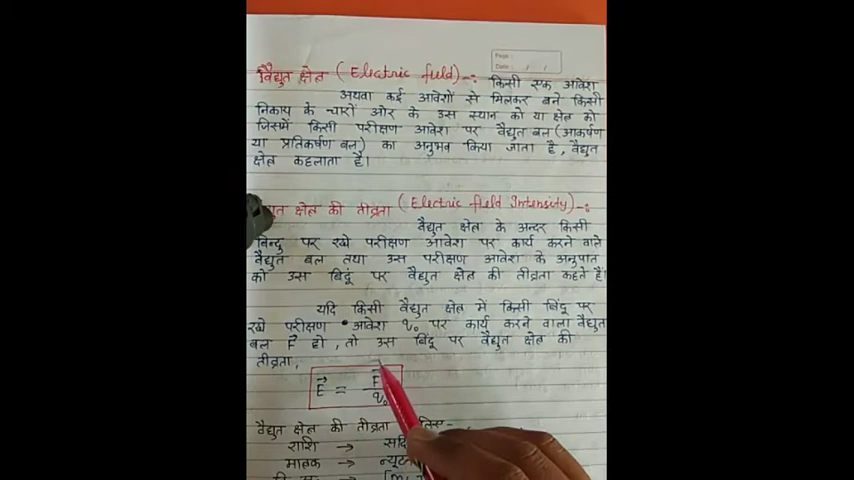 Page :
Date : / /
वैद्युत क्षेत्र ( Electric field) -: किसी एक आवेश
अथवा कई आवेशों से मिलकर बने किसी
निकाय के चारों ओर के उस स्थान को या क्षेत्र को
जिसमें किसी परीक्षण आवेश पर वैद्युत बल (आकर्षण
या प्रतिकर्षण बल) का अनुभव किया जाता है, वैद्युत
क्षेत्र कहलाता है।
क्षेत्र की तीव्रता ( Electric field Intensity) -:
वैद्युत क्षेत्र के अन्दर किसी
बिन्दु पर रखे परीक्षण आवेश पर कार्य करने वाले
वैद्युत बल तथा उस परीक्षण आवेश के अनुपात
को उस बिदूं पर वैद्युत क्षेत्र की तीव्रता कहते हैं।
यदि किसी वैद्युत क्षेत्र में किसी बिंदू पर
रखे परीक्षण आवेश q₀ पर कार्य करने वाला वैद्युत
बल F⃗ हो, तो उस बिंदू पर वैद्युत क्षेत्र की
तीव्रता,
E⃗ = F⃗/q₀
वैद्युत क्षेत्र की तीव्रता
राशि →
मात्रक →